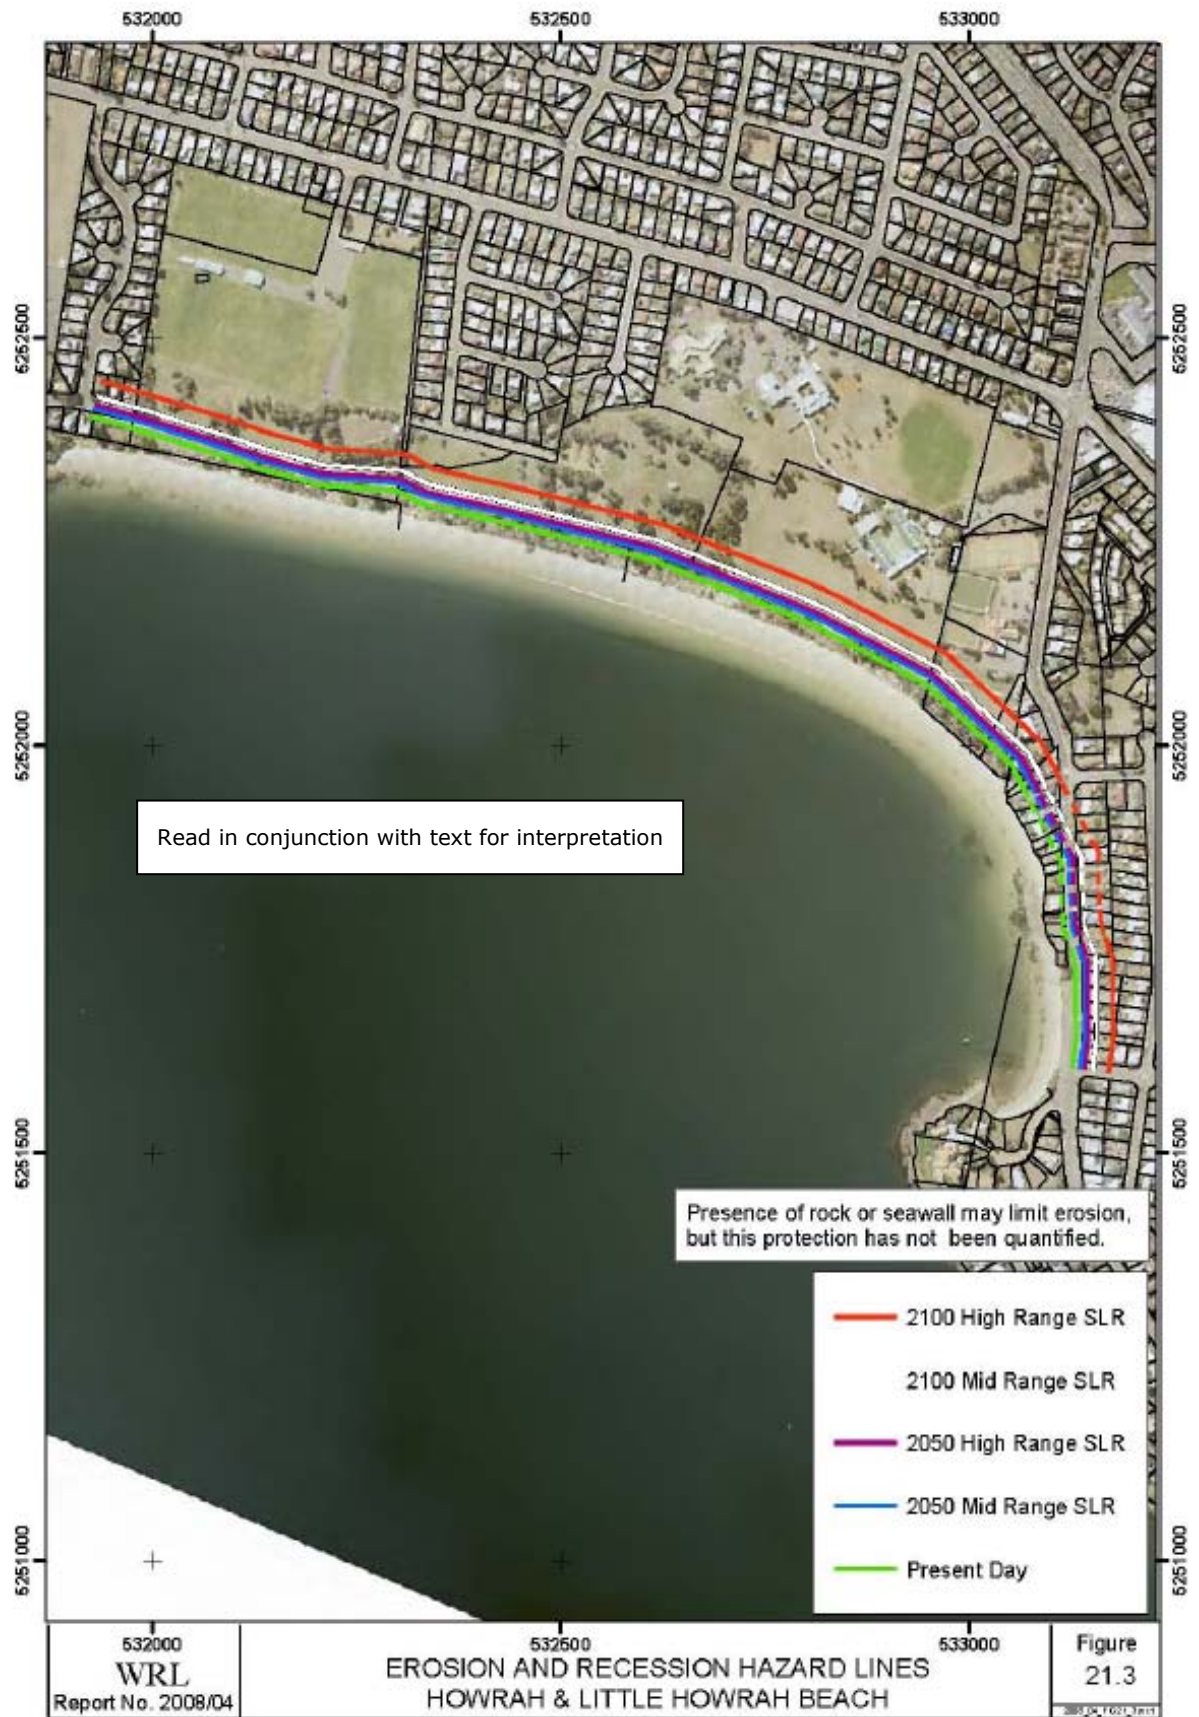 532000 532500 533000
5252500 5252500
5252000 5252000
Read in conjunction with text for interpretation
5251500 5251500
Presence of rock or seawall may limit erosion,
but this protection has not been quantified.
2100 High Range SLR
2100 Mid Range SLR
2050 High Range SLR
2050 Mid Range SLR
Present Day
5251000 5251000
532000 532500 533000
WRL
Report No. 2008/04
EROSION AND RECESSION HAZARD LINES
HOWRAH & LITTLE HOWRAH BEACH
Figure
21.3